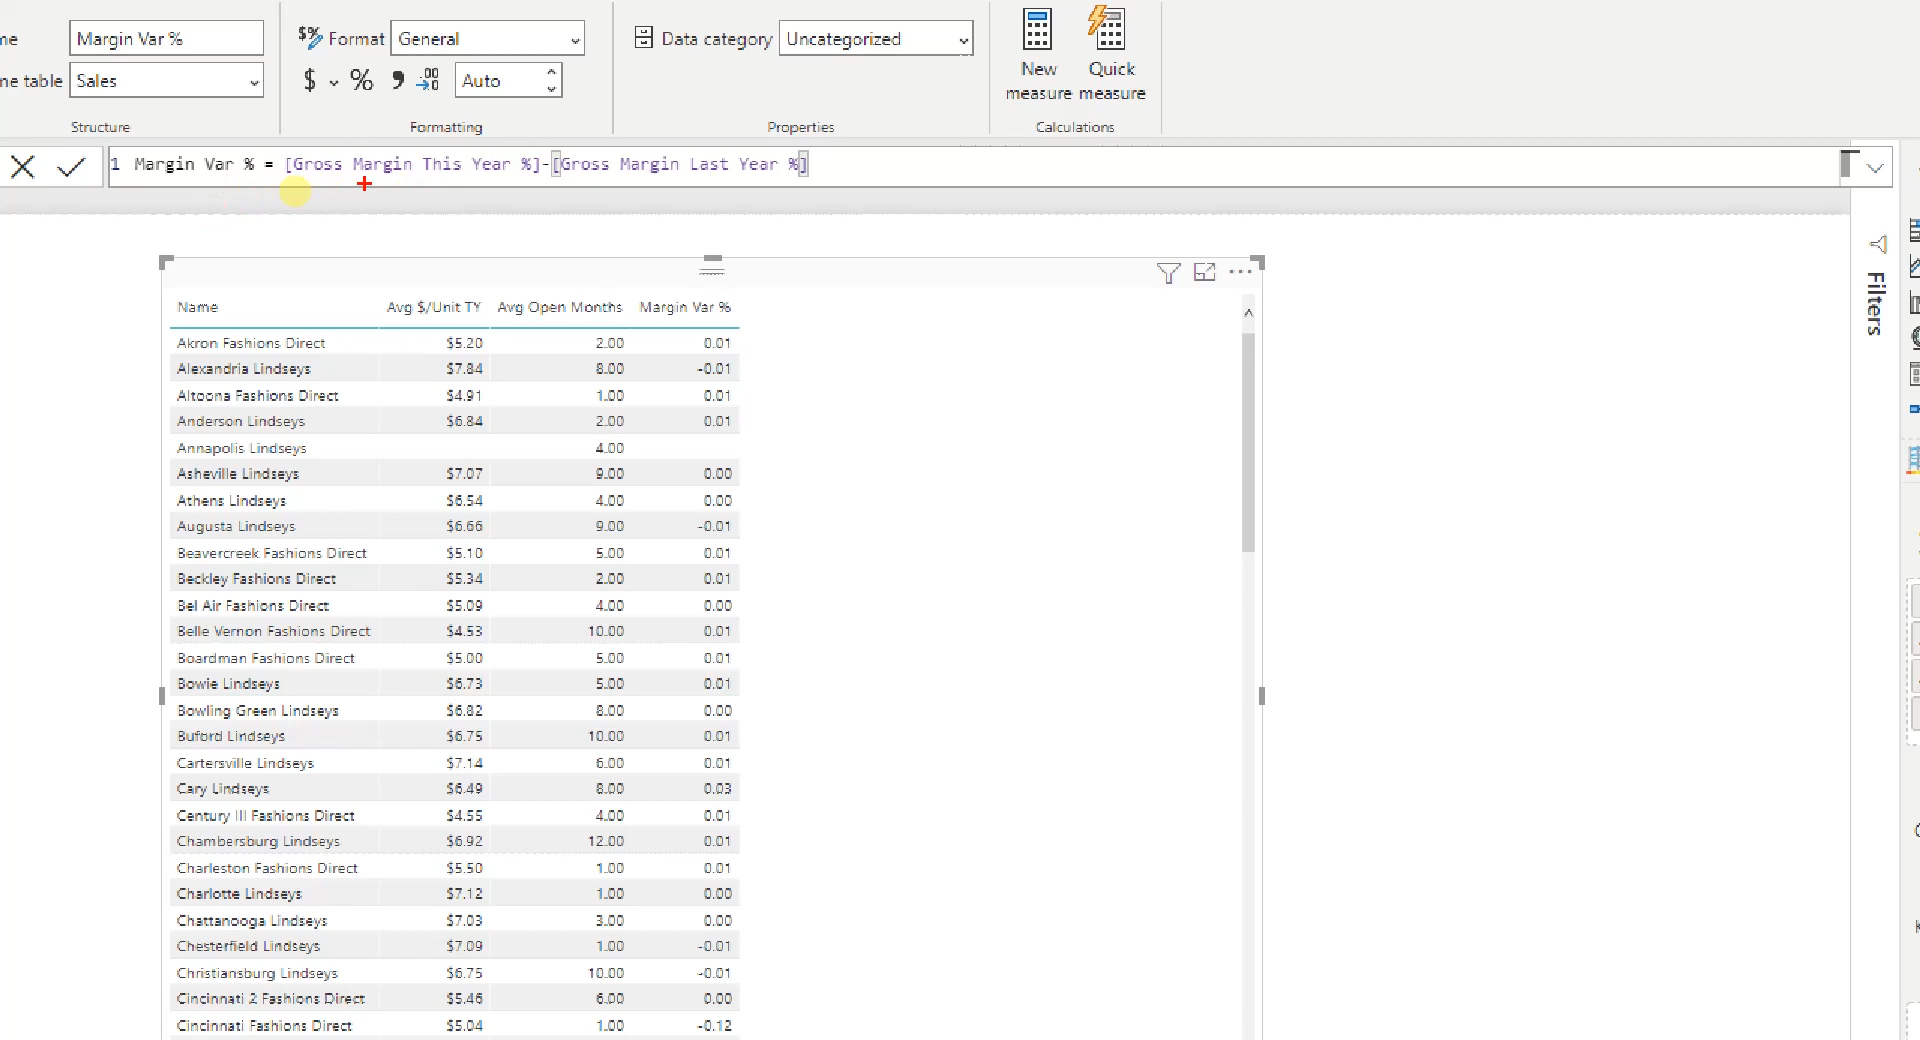 me Margin Var % Format General Data category Uncategorized
me table Sales $ % Auto New measure Quick measure
Structure Formatting Properties Calculations
1 Margin Var % = [Gross Margin This Year %]-[Gross Margin Last Year %]
Filters
Name Avg $/Unit TY Avg Open Months Margin Var %
Akron Fashions Direct $5.20 2.00 0.01
Alexandria Lindseys $7.84 8.00 -0.01
Altoona Fashions Direct $4.91 1.00 0.01
Anderson Lindseys $6.84 2.00 0.01
Annapolis Lindseys 4.00
Asheville Lindseys $7.07 9.00 0.00
Athens Lindseys $6.54 4.00 0.00
Augusta Lindseys $6.66 9.00 -0.01
Beavercreek Fashions Direct $5.10 5.00 0.01
Beckley Fashions Direct $5.34 2.00 0.01
Bel Air Fashions Direct $5.09 4.00 0.00
Belle Vernon Fashions Direct $4.53 10.00 0.01
Boardman Fashions Direct $5.00 5.00 0.01
Bowie Lindseys $6.73 5.00 0.01
Bowling Green Lindseys $6.82 8.00 0.00
Buford Lindseys $6.75 10.00 0.01
Cartersville Lindseys $7.14 6.00 0.01
Cary Lindseys $6.49 8.00 0.03
Century III Fashions Direct $4.55 4.00 0.01
Chambersburg Lindseys $6.92 12.00 0.01
Charleston Fashions Direct $5.50 1.00 0.01
Charlotte Lindseys $7.12 1.00 0.00
Chattanooga Lindseys $7.03 3.00 0.00
Chesterfield Lindseys $7.09 1.00 -0.01
Christiansburg Lindseys $6.75 10.00 -0.01
Cincinnati 2 Fashions Direct $5.46 6.00 0.00
Cincinnati Fashions Direct $5.04 1.00 -0.12